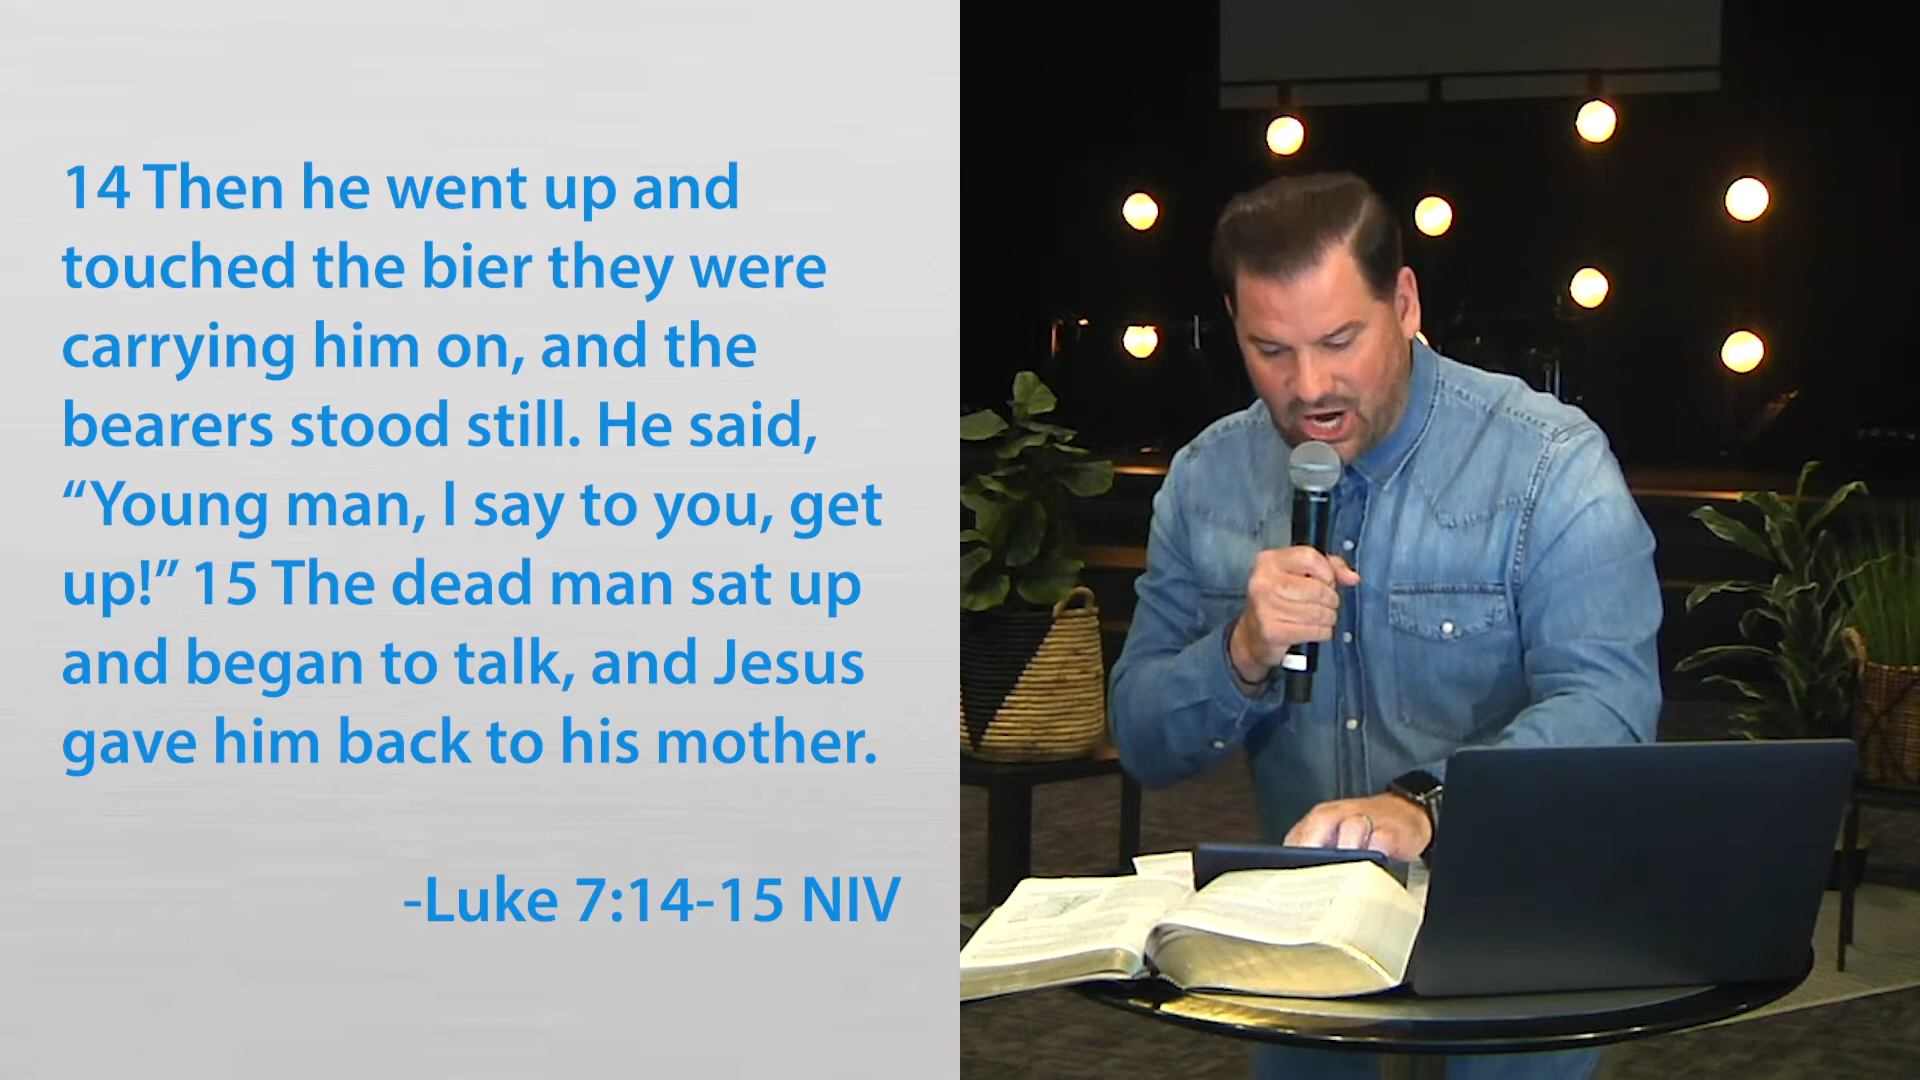 14 Then he went up and
touched the bier they were
carrying him on, and the
bearers stood still. He said,
“Young man, I say to you, get
up!” 15 The dead man sat up
and began to talk, and Jesus
gave him back to his mother.
-Luke 7:14-15 NIV